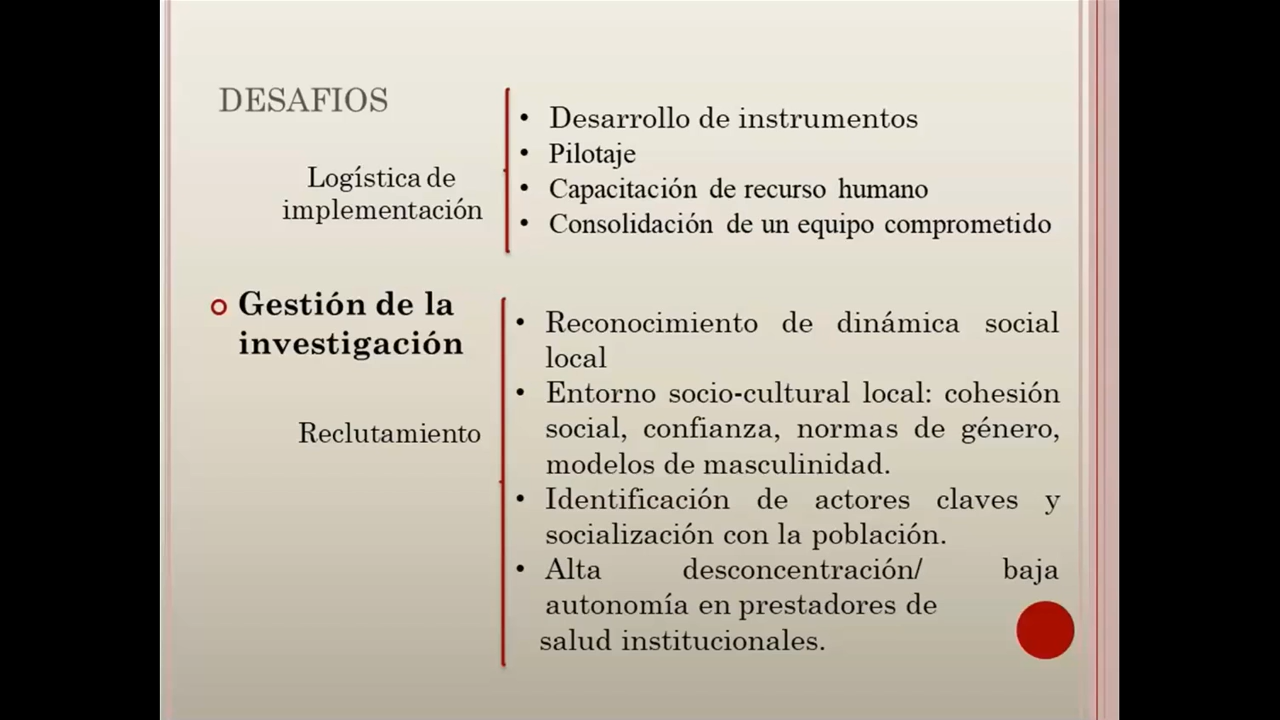 DESAFIOS
Logística de
implementación
• Desarrollo de instrumentos
• Pilotaje
• Capacitación de recurso humano
• Consolidación de un equipo comprometido
Gestión de la
investigación
Reclutamiento
• Reconocimiento de dinámica social
local
• Entorno socio-cultural local: cohesión
social, confianza, normas de género,
modelos de masculinidad.
• Identificación de actores claves y
socialización con la población.
• Alta desconcentración/ baja
autonomía en prestadores de
salud institucionales.